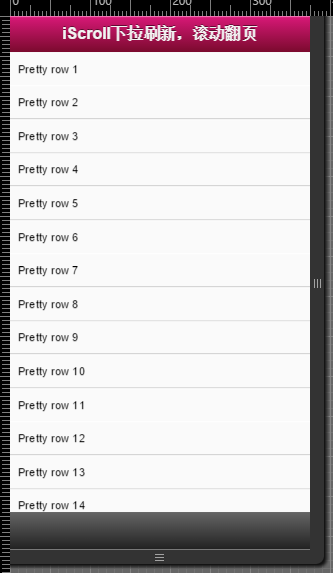 0 100 200 300
iScroll下拉刷新，滚动翻页
Pretty row 1
Pretty row 2
Pretty row 3
Pretty row 4
Pretty row 5
Pretty row 6
Pretty row 7
Pretty row 8
Pretty row 9
Pretty row 10
Pretty row 11
Pretty row 12
Pretty row 13
Pretty row 14